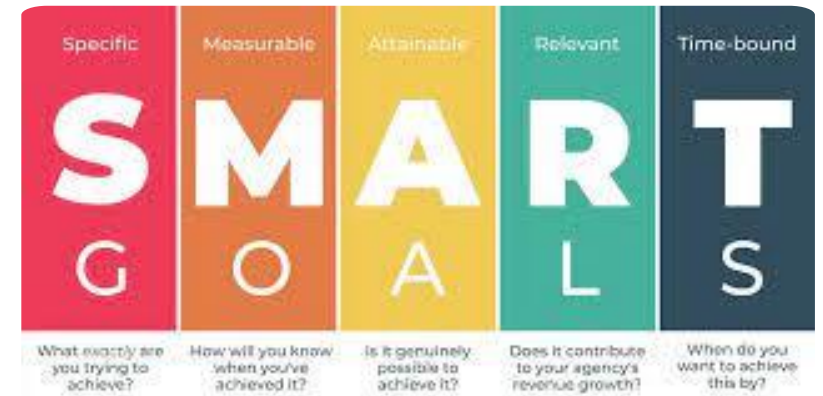 Specific
Measurable
Attainable
Relevant
Time-bound
S M A R T
G O A L S
What exactly are
you trying to
achieve?
How will you know
when you've
achieved it?
Is it genuinely
possible to
achieve it?
Does it contribute
to your agency's
revenue growth?
When do you
want to achieve
this by?